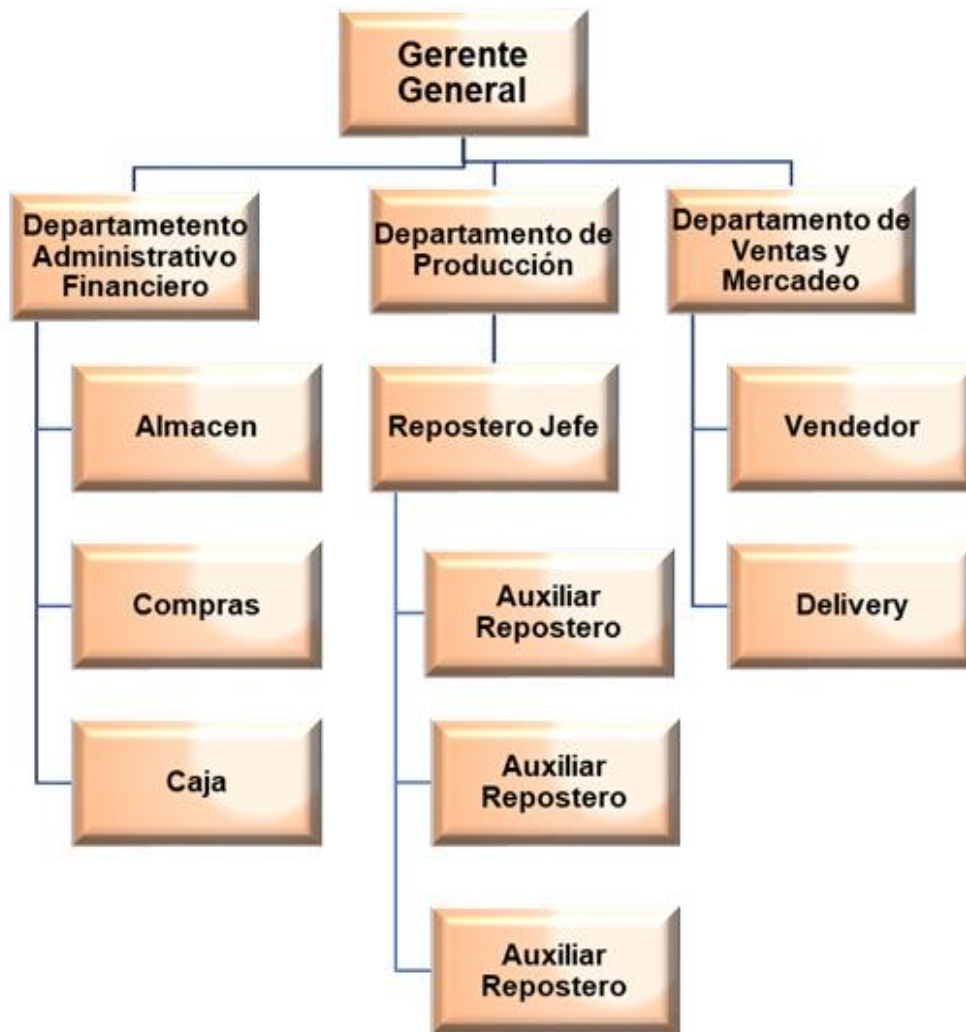 Gerente
General
Departametento
Administrativo
Financiero
Departamento de
Producción
Departamento de
Ventas y
Mercadeo
Almacen
Repostero Jefe
Vendedor
Compras
Auxiliar
Repostero
Delivery
Caja
Auxiliar
Repostero
Auxiliar
Repostero